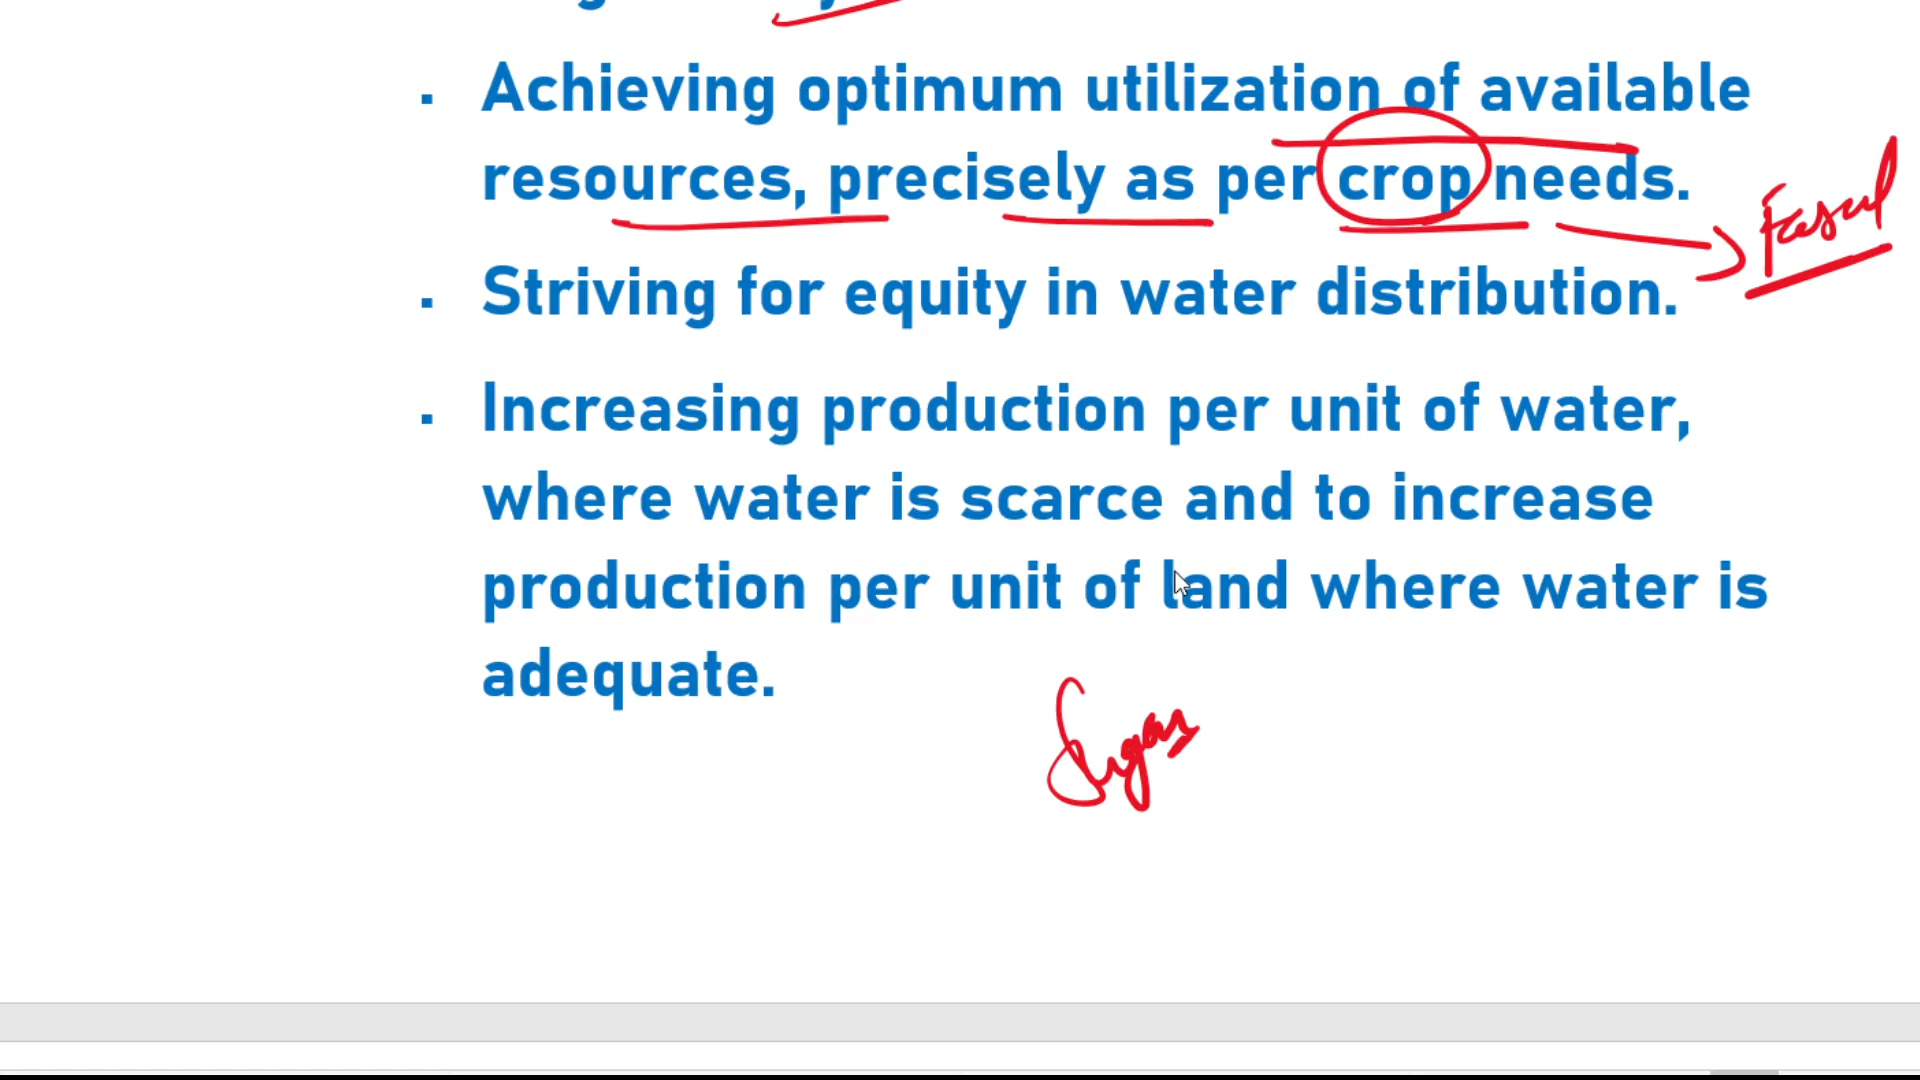 Achieving optimum utilization of available
resources, precisely as per crop needs.
Fasal
Striving for equity in water distribution.
Increasing production per unit of water,
where water is scarce and to increase
production per unit of land where water is
adequate.
Sugar